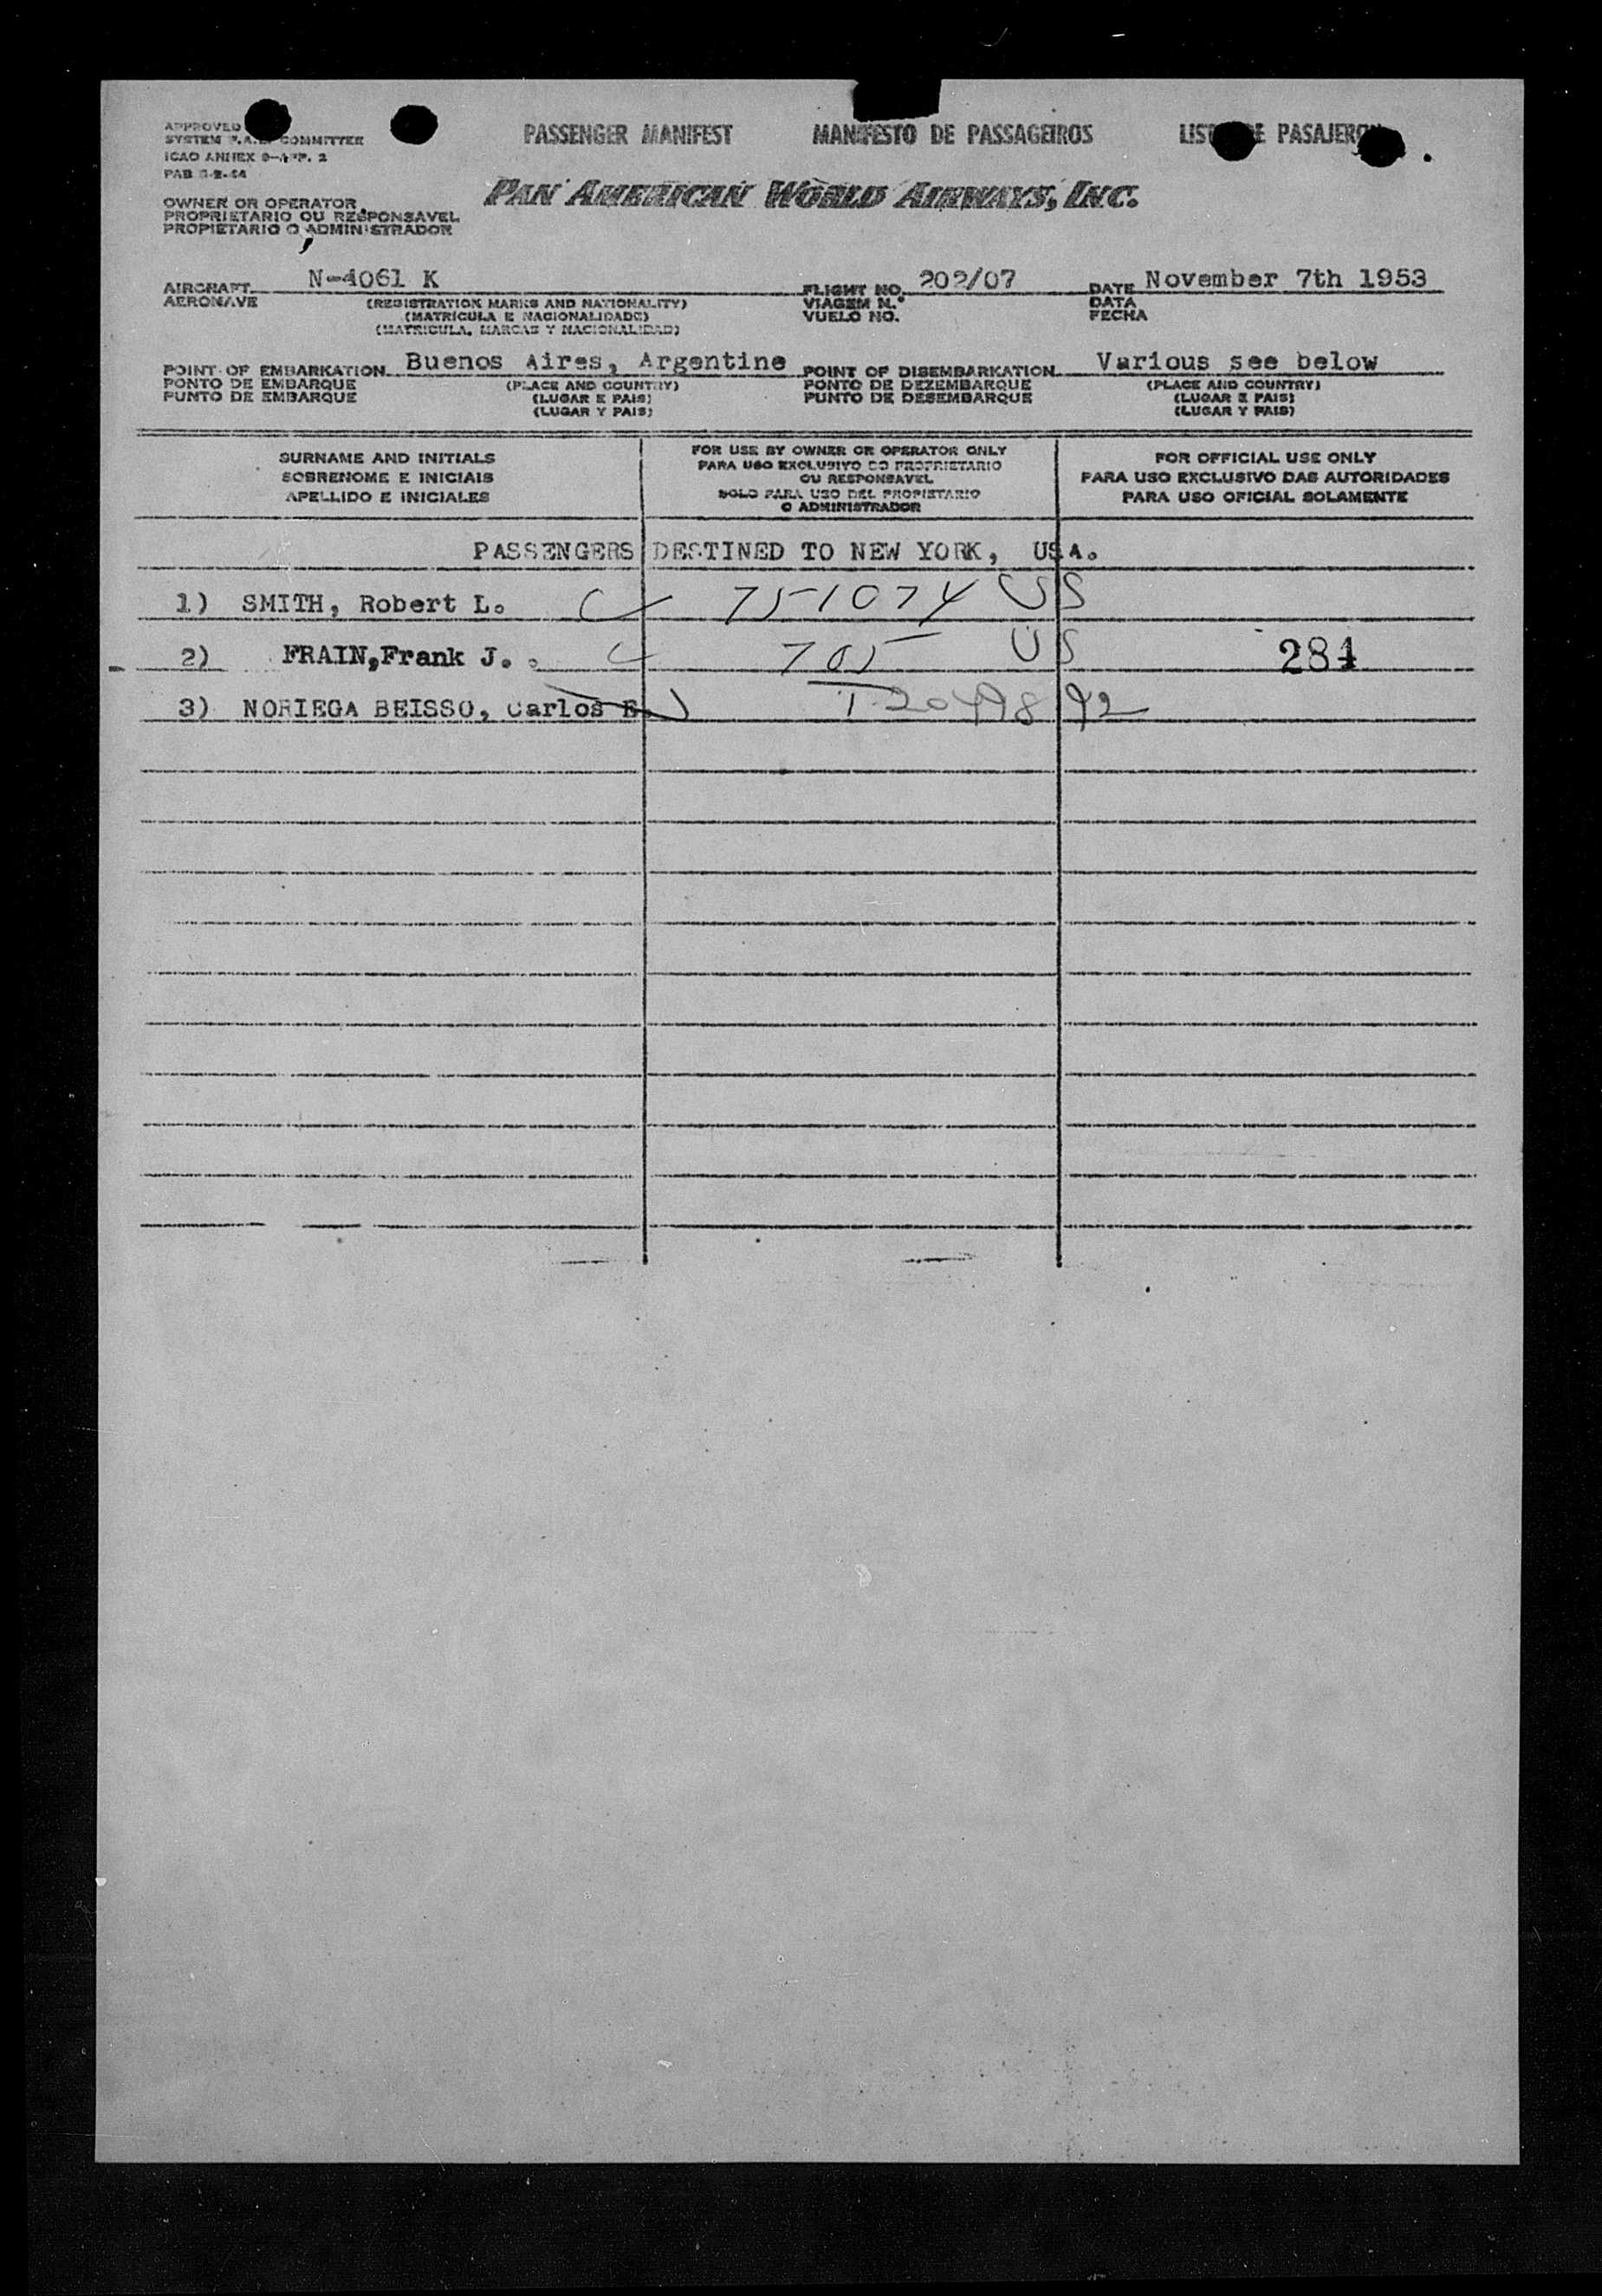 APPROVED
SYSTEM COMMITTEE
ICAO ANNEX 9-APP. 2
PASSENGER MANIFEST MANIFESTO DE PASSAGEIROS DE PASAJEROS
PAN AMERICAN WORLD AIRWAYS, INC.
OWNER OR OPERATOR
PROPRIETARIO OU RESPONSAVEL
PROPIETARIO O ADMINISTRADOR
AIRCRAFT N-4061 K FLIGHT NO. 202/07 DATE November 7th 1953
AERONAVE (REGISTRATION MARKS AND NATIONALITY) VIAGEM N.º DATA
(MATRICULA E NACIONALIDADE) VUELO NO. FECHA
(MATRICULA, MARCAS Y NACIONALIDAD)
POINT OF EMBARKATION Buenos Aires, Argentine POINT OF DISEMBARKATION Various see below
PONTO DE EMBARQUE (PLACE AND COUNTRY) PONTO DE DEZEMBARQUE (PLACE AND COUNTRY)
PUNTO DE EMBARQUE (LUGAR E PAIS) PUNTO DE DESEMBARQUE (LUGAR E PAIS)
(LUGAR Y PAIS) (LUGAR Y PAIS)
SURNAME AND INITIALS
SOBRENOME E INICIAIS
APELLIDO E INICIALES
FOR USE BY OWNER OR OPERATOR ONLY
PARA USO EXCLUSIVO DO PROPRIETARIO
OU RESPONSAVEL
SOLO PARA USO DEL PROPIETARIO
O ADMINISTRADOR
FOR OFFICIAL USE ONLY
PARA USO EXCLUSIVO DAS AUTORIDADES
PARA USO OFICIAL SOLAMENTE
PASSENGERS DESTINED TO NEW YORK, USA.
1) SMITH, Robert L. 751074 US
2) FRAIN, Frank J. 705 US 281
3) NORIEGA BEISSO, Carlos E.